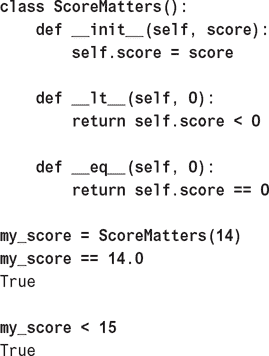 class ScoreMatters():
    def __init__(self, score):
        self.score = score

    def __lt__(self, O):
        return self.score < O

    def __eq__(self, O):
        return self.score == O

my_score = ScoreMatters(14)
my_score == 14.0
True

my_score < 15
True